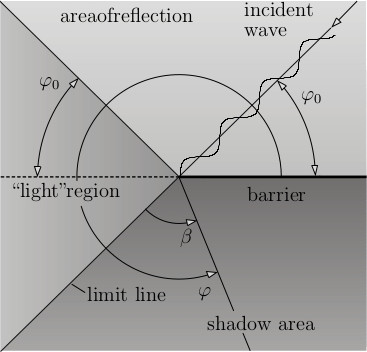 areaofreflection
incident
wave
φ₀
φ₀
“light”region
barrier
β
limit line
φ
shadow area